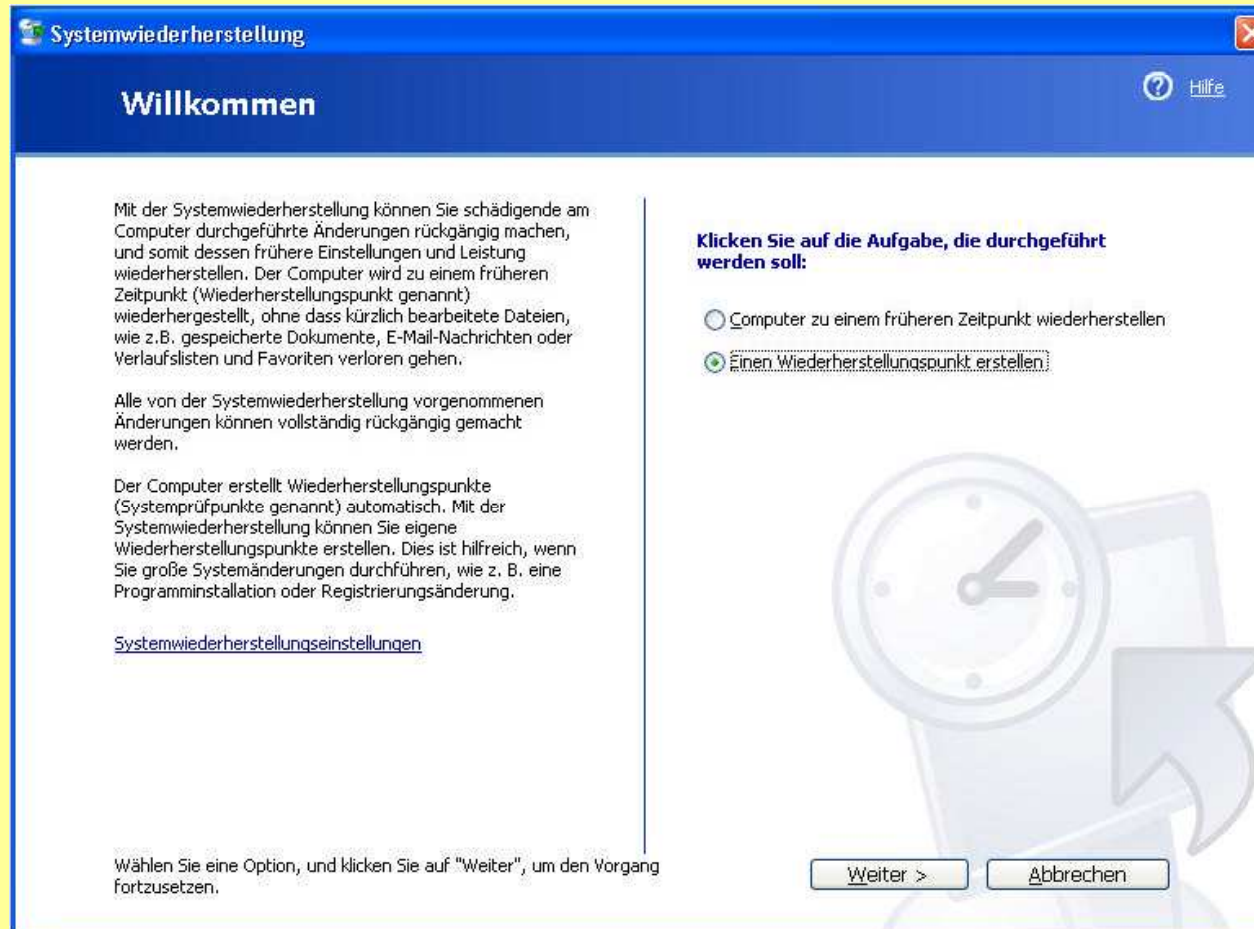 Systemwiederherstellung
Willkommen
Hilfe
Mit der Systemwiederherstellung können Sie schädigende am
Computer durchgeführte Änderungen rückgängig machen,
und somit dessen frühere Einstellungen und Leistung
wiederherstellen. Der Computer wird zu einem früheren
Zeitpunkt (Wiederherstellungspunkt genannt)
wiederhergestellt, ohne dass kürzlich bearbeitete Dateien,
wie z.B. gespeicherte Dokumente, E-Mail-Nachrichten oder
Verlaufslisten und Favoriten verloren gehen.
Alle von der Systemwiederherstellung vorgenommenen
Änderungen können vollständig rückgängig gemacht
werden.
Der Computer erstellt Wiederherstellungspunkte
(Systemprüfpunkte genannt) automatisch. Mit der
Systemwiederherstellung können Sie eigene
Wiederherstellungspunkte erstellen. Dies ist hilfreich, wenn
Sie große Systemänderungen durchführen, wie z. B. eine
Programminstallation oder Registrierungsänderung.
Systemwiederherstellungseinstellungen
Klicken Sie auf die Aufgabe, die durchgeführt
werden soll:
Computer zu einem früheren Zeitpunkt wiederherstellen
Einen Wiederherstellungspunkt erstellen
Wählen Sie eine Option, und klicken Sie auf "Weiter", um den Vorgang
fortzusetzen.
Weiter >
Abbrechen